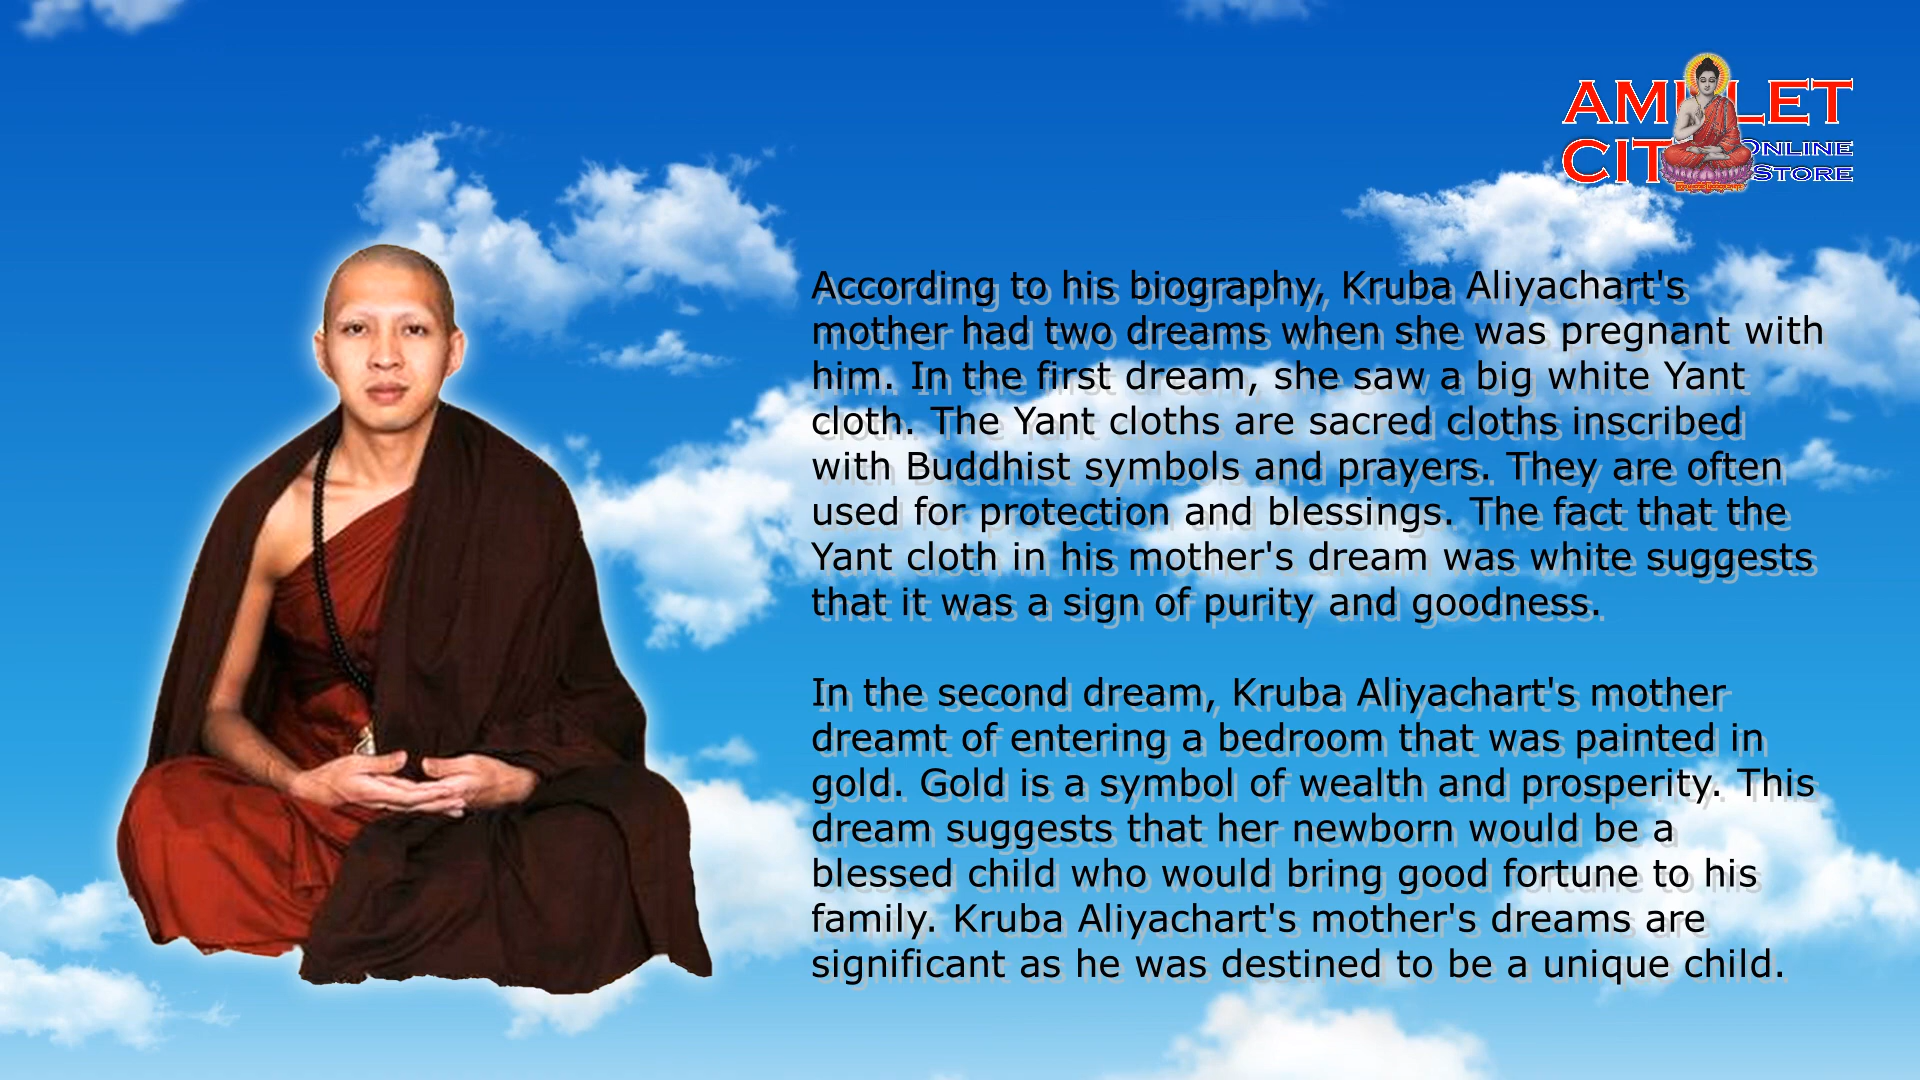 AMULET
CITY ONLINE
STORE
According to his biography, Kruba Aliyachart's
mother had two dreams when she was pregnant with
him. In the first dream, she saw a big white Yant
cloth. The Yant cloths are sacred cloths inscribed
with Buddhist symbols and prayers. They are often
used for protection and blessings. The fact that the
Yant cloth in his mother's dream was white suggests
that it was a sign of purity and goodness.
In the second dream, Kruba Aliyachart's mother
dreamt of entering a bedroom that was painted in
gold. Gold is a symbol of wealth and prosperity. This
dream suggests that her newborn would be a
blessed child who would bring good fortune to his
family. Kruba Aliyachart's mother's dreams are
significant as he was destined to be a unique child.